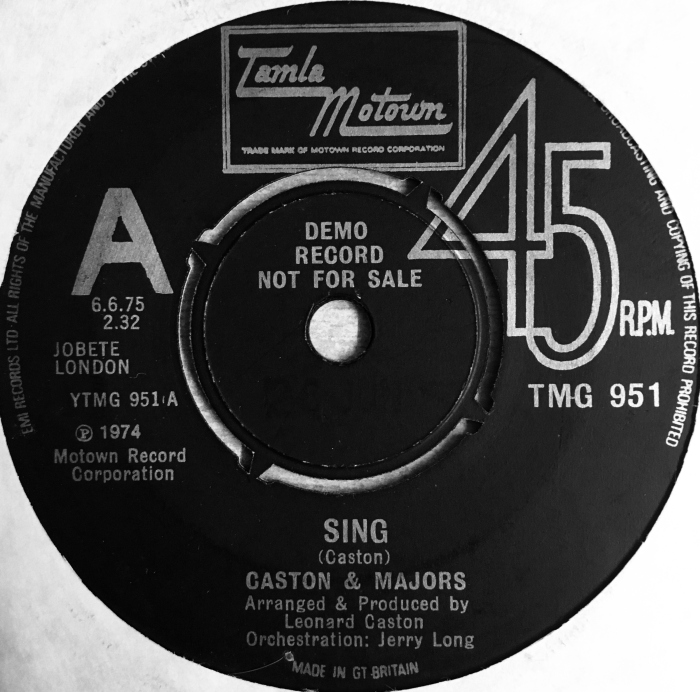 Tamla
Motown
TRADE MARK OF MOTOWN RECORD CORPORATION
A
45
R.P.M.
DEMO
RECORD
NOT FOR SALE
6.6.75
2.32
JOBETE
LONDON
YTMG 951 A
TMG 951
℗ 1974
Motown Record
Corporation
SING
(Caston)
CASTON & MAJORS
Arranged & Produced by
Leonard Caston
Orchestration: Jerry Long
MADE IN GT BRITAIN
EMI RECORDS LTD ALL RIGHTS OF THE MANUFACTURER AND OF THE
BROADCASTING AND COPYING OF THIS RECORD PROHIBITED